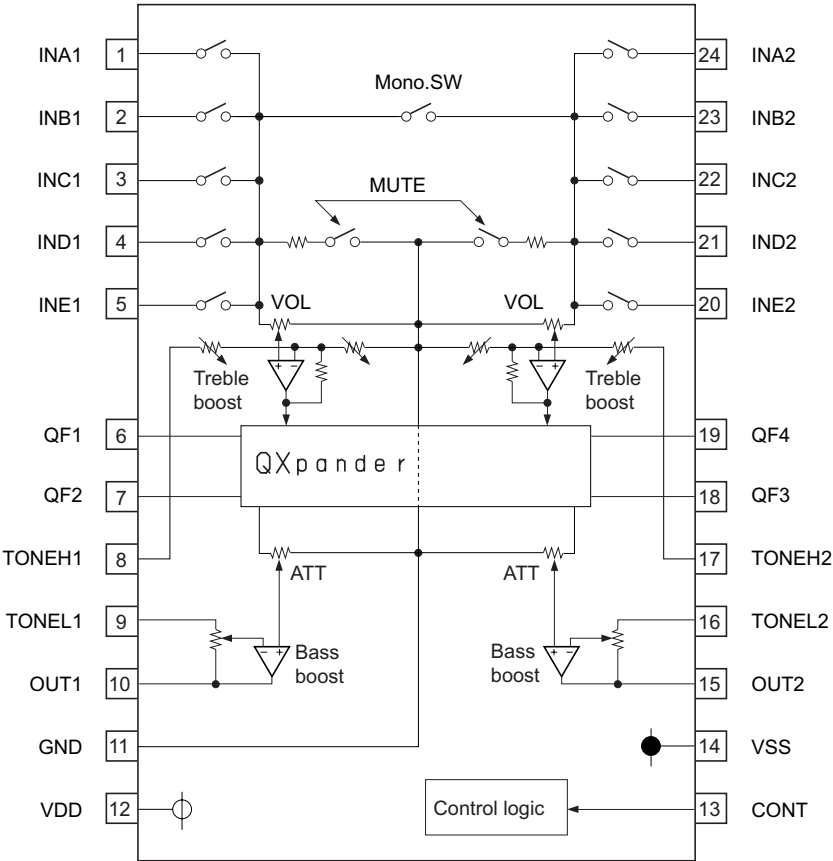 INA1 1 24 INA2
Mono.SW
INB1 2 23 INB2
INC1 3 22 INC2
MUTE
IND1 4 21 IND2
INE1 5 VOL VOL 20 INE2
+ − − +
Treble boost Treble boost
QF1 6 19 QF4
QXpander
QF2 7 18 QF3
TONEH1 8 ATT ATT 17 TONEH2
TONEL1 9 16 TONEL2
− + + −
Bass boost Bass boost
OUT1 10 15 OUT2
GND 11 14 VSS
VDD 12 Control logic 13 CONT